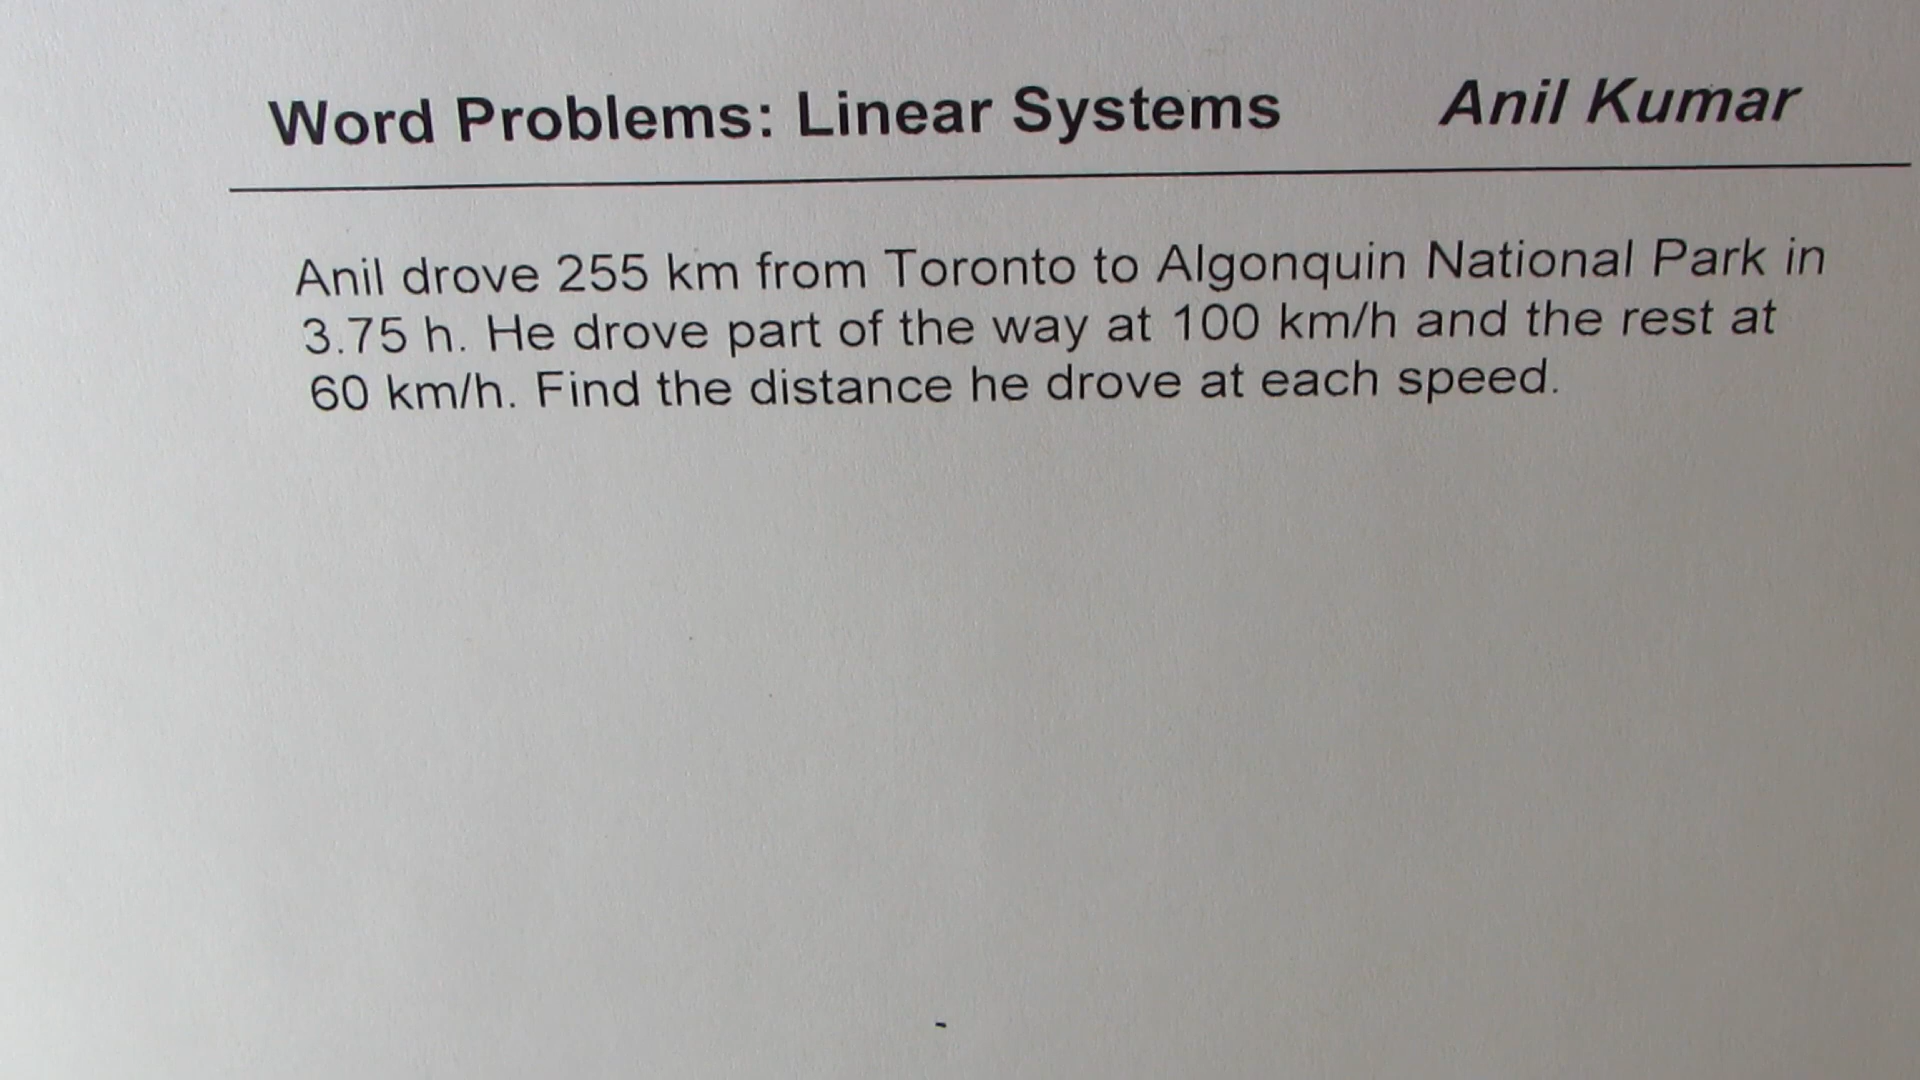 Word Problems: Linear Systems Anil Kumar
Anil drove 255 km from Toronto to Algonquin National Park in
3.75 h. He drove part of the way at 100 km/h and the rest at
60 km/h. Find the distance he drove at each speed.